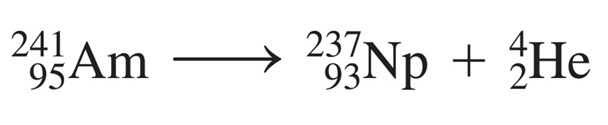 ²⁴¹₉₅Am ⟶ ²³⁷₉₃Np + ⁴₂He